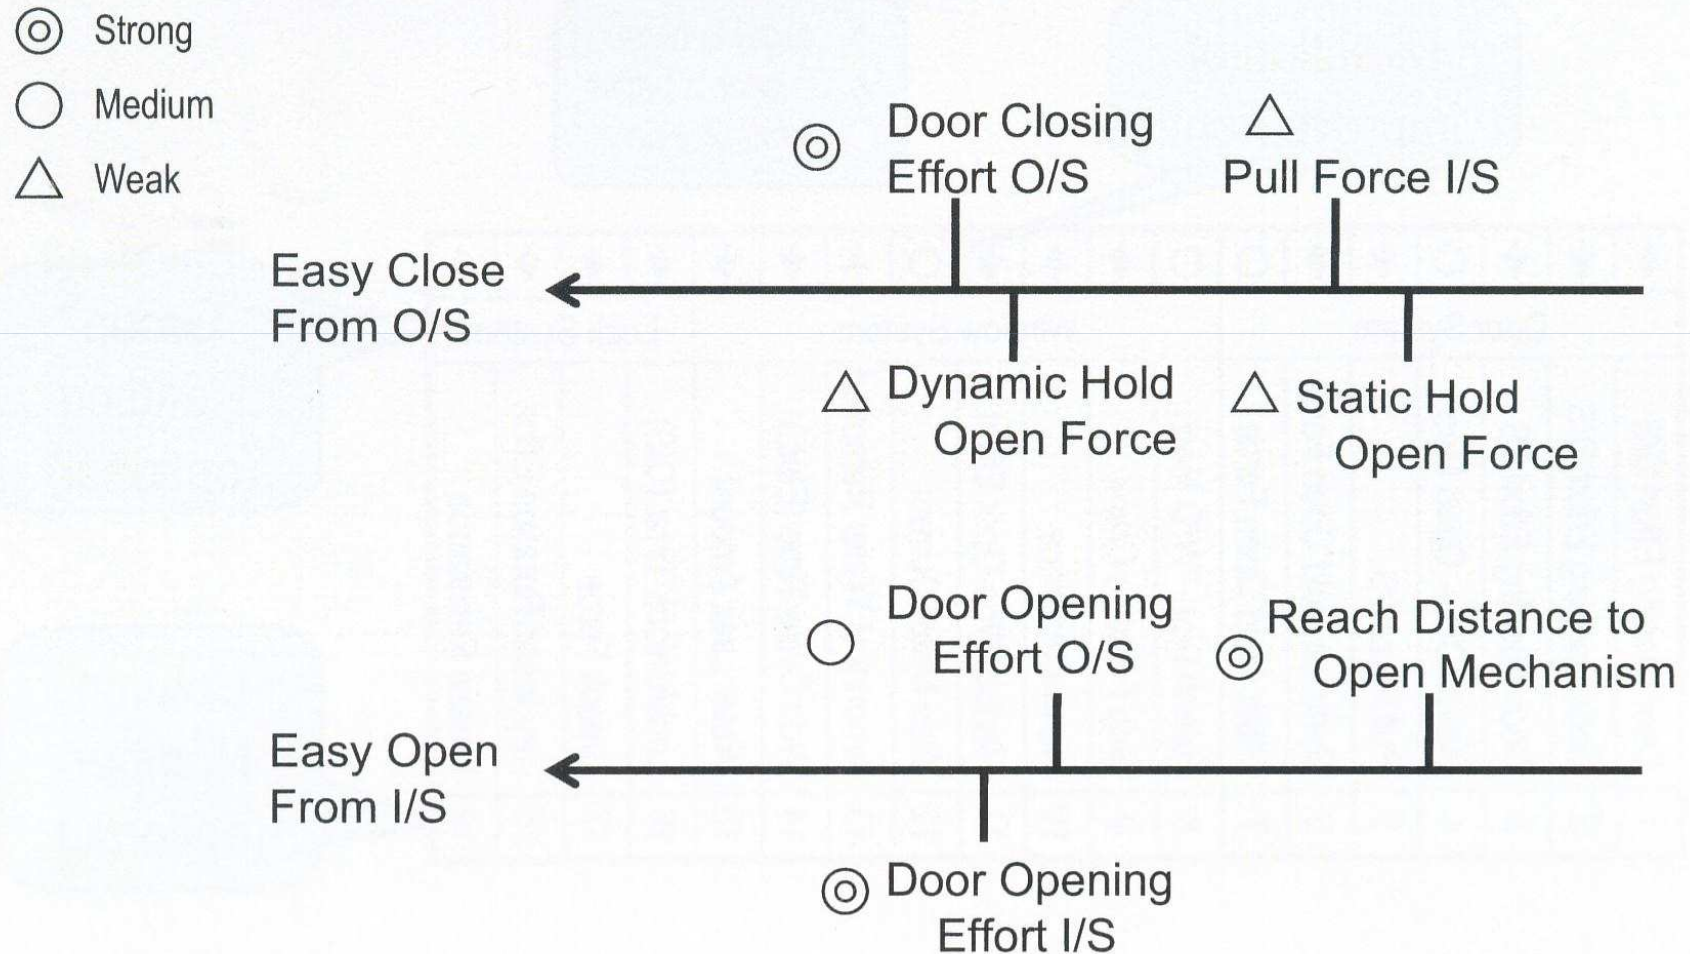 Strong
Medium
Weak
Door Closing
Effort O/S
Pull Force I/S
Easy Close
From O/S
Dynamic Hold
Open Force
Static Hold
Open Force
Door Opening
Effort O/S
Reach Distance to
Open Mechanism
Easy Open
From I/S
Door Opening
Effort I/S